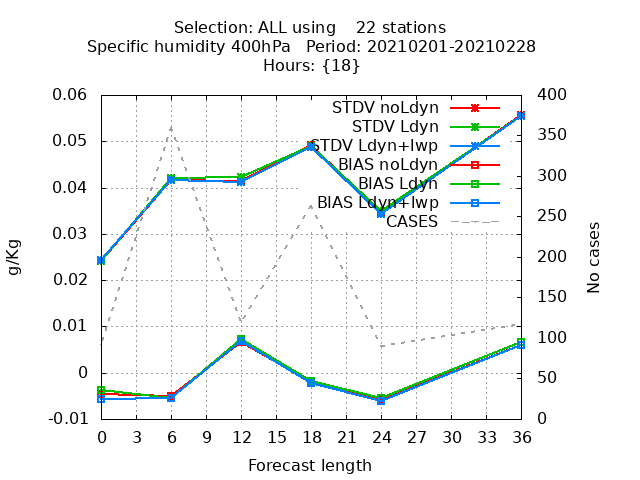 Selection: ALL using    22 stations
Specific humidity 400hPa   Period: 20210201-20210228
Hours: {18}
STDV noLdyn
STDV Ldyn
STDV Ldyn+lwp
BIAS noLdyn
BIAS Ldyn
BIAS Ldyn+lwp
CASES
g/Kg
0.06
0.05
0.04
0.03
0.02
0.01
0
-0.01
No cases
400
350
300
250
200
150
100
50
0
0 3 6 9 12 15 18 21 24 27 30 33 36
Forecast length